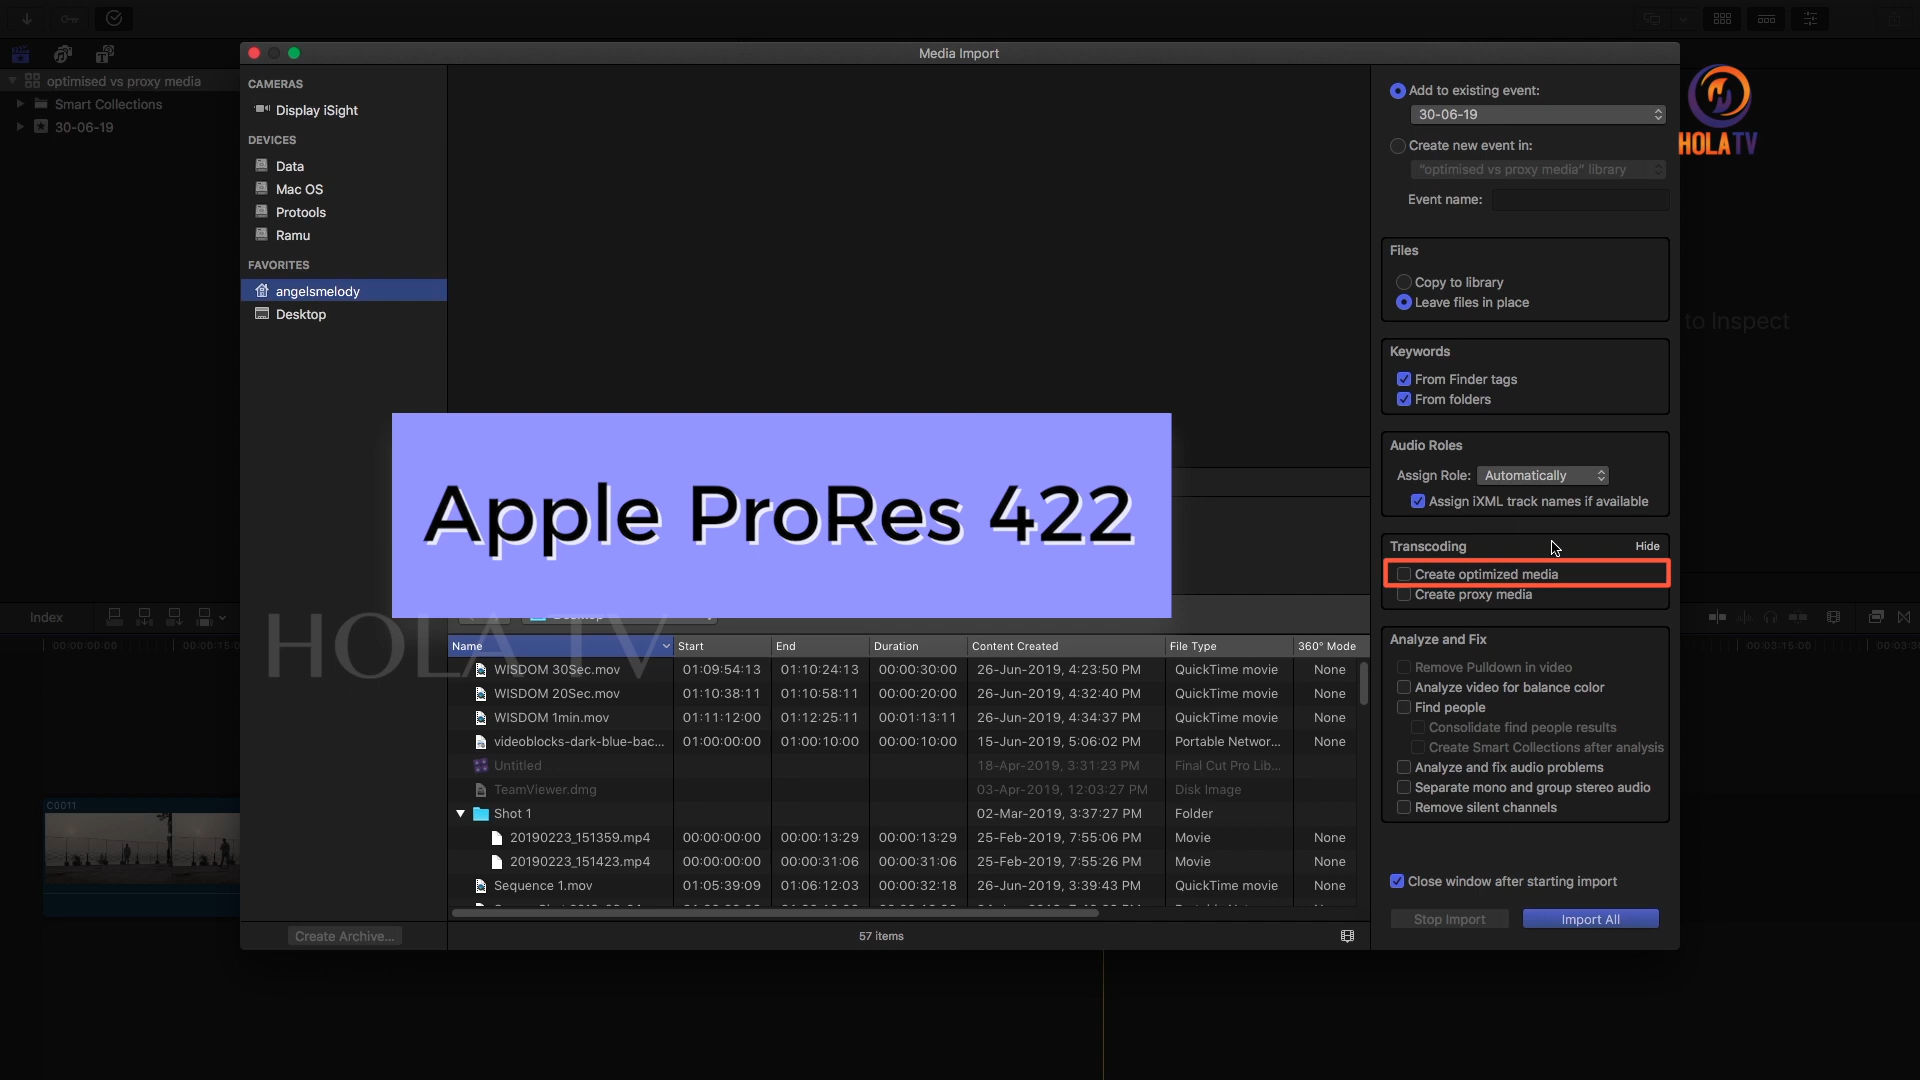 Media Import
optimised vs proxy media
Smart Collections
30-06-19
CAMERAS
Display iSight
DEVICES
Data
Mac OS
Protools
Ramu
FAVORITES
angelsmelody
Desktop
Add to existing event:
30-06-19
Create new event in:
"optimised vs proxy media" library
Event name:
HOLATV
Files
Copy to library
Leave files in place
to Inspect
Keywords
From Finder tags
From folders
Audio Roles
Assign Role: Automatically
Assign iXML track names if available
Apple ProRes 422
Transcoding Hide
Create optimized media
Create proxy media
Analyze and Fix
Remove Pulldown in video
Analyze video for balance color
Find people
Consolidate find people results
Create Smart Collections after analysis
Analyze and fix audio problems
Separate mono and group stereo audio
Remove silent channels
Close window after starting import
Stop Import Import All
Index
00:00:00:00
00:03:15:00
HOLA TV
Name Start End Duration Content Created File Type 360° Mode
WISDOM 30Sec.mov 01:09:54:13 01:10:24:13 00:00:30:00 26-Jun-2019, 4:23:50 PM QuickTime movie None
WISDOM 20Sec.mov 01:10:38:11 01:10:58:11 00:00:20:00 26-Jun-2019, 4:32:40 PM QuickTime movie None
WISDOM 1min.mov 01:11:12:00 01:12:25:11 00:01:13:11 26-Jun-2019, 4:34:37 PM QuickTime movie None
videoblocks-dark-blue-bac... 01:00:00:00 01:00:10:00 00:00:10:00 15-Jun-2019, 5:06:02 PM Portable Networ... None
Untitled 18-Apr-2019, 3:31:23 PM Final Cut Pro Lib...
TeamViewer.dmg 03-Apr-2019, 12:03:27 PM Disk Image
Shot 1 02-Mar-2019, 3:37:27 PM Folder
20190223_151359.mp4 00:00:00:00 00:00:13:29 00:00:13:29 25-Feb-2019, 7:55:06 PM Movie None
20190223_151423.mp4 00:00:00:00 00:00:31:06 00:00:31:06 25-Feb-2019, 7:55:26 PM Movie None
Sequence 1.mov 01:05:39:09 01:06:12:03 00:00:32:18 26-Jun-2019, 3:39:43 PM QuickTime movie None
C0011
Create Archive... 57 items